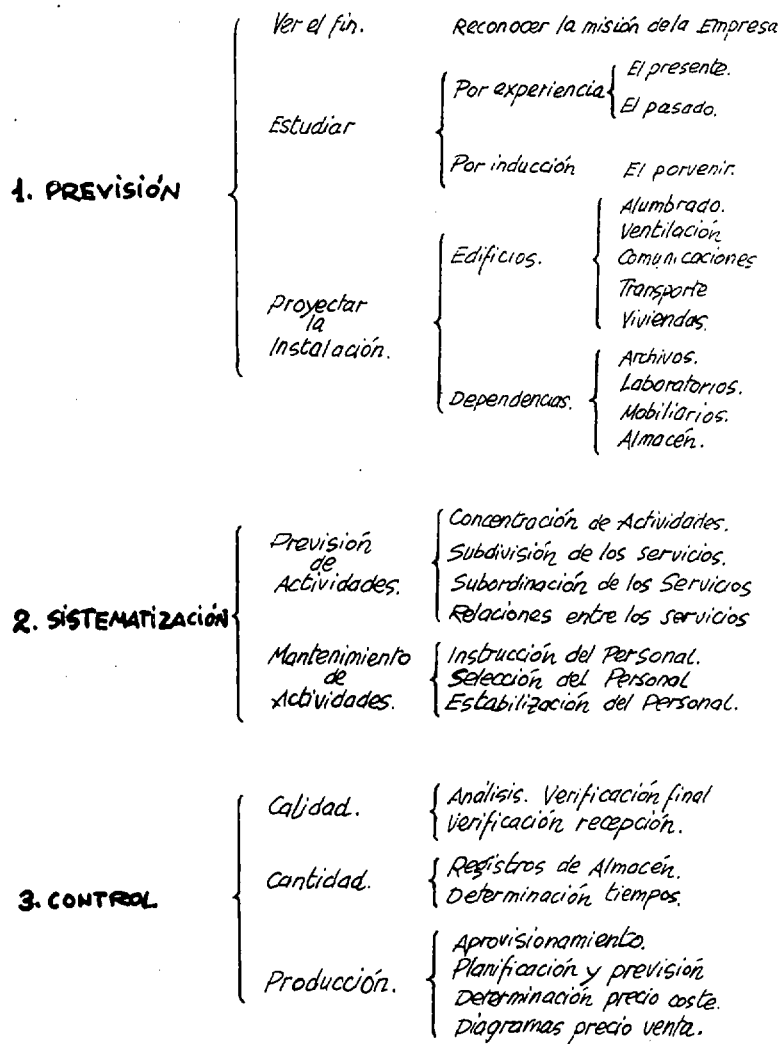 1. PREVISIÓN
Ver el fin.
Reconocer la misión dela Empresa
Estudiar
Por experiencia
El presente.
El pasado.
Por inducción
El porvenir.
Proyectar
la
Instalación.
Edificios.
Alumbrado.
Ventilación
Comunicaciones
Transporte
Viviendas.
Dependencias.
Archivos.
Laboratorios.
Mobiliarios.
Almacén.
2. SISTEMATIZACIÓN
Previsión
de
Actividades.
Concentración de Actividades.
Subdivisión de los servicios.
Subordinación de los Servicios
Relaciones entre los servicios
Mantenimiento
de
Actividades.
Instrucción del Personal.
Selección del Personal
Estabilización del Personal.
3. CONTROL
Calidad.
Análisis. Verificación final
Verificación recepción.
Cantidad.
Registros de Almacén.
Determinación tiempos.
Producción.
Aprovisionamiento.
Planificación y previsión
Determinación precio coste.
Diagramas precio venta.